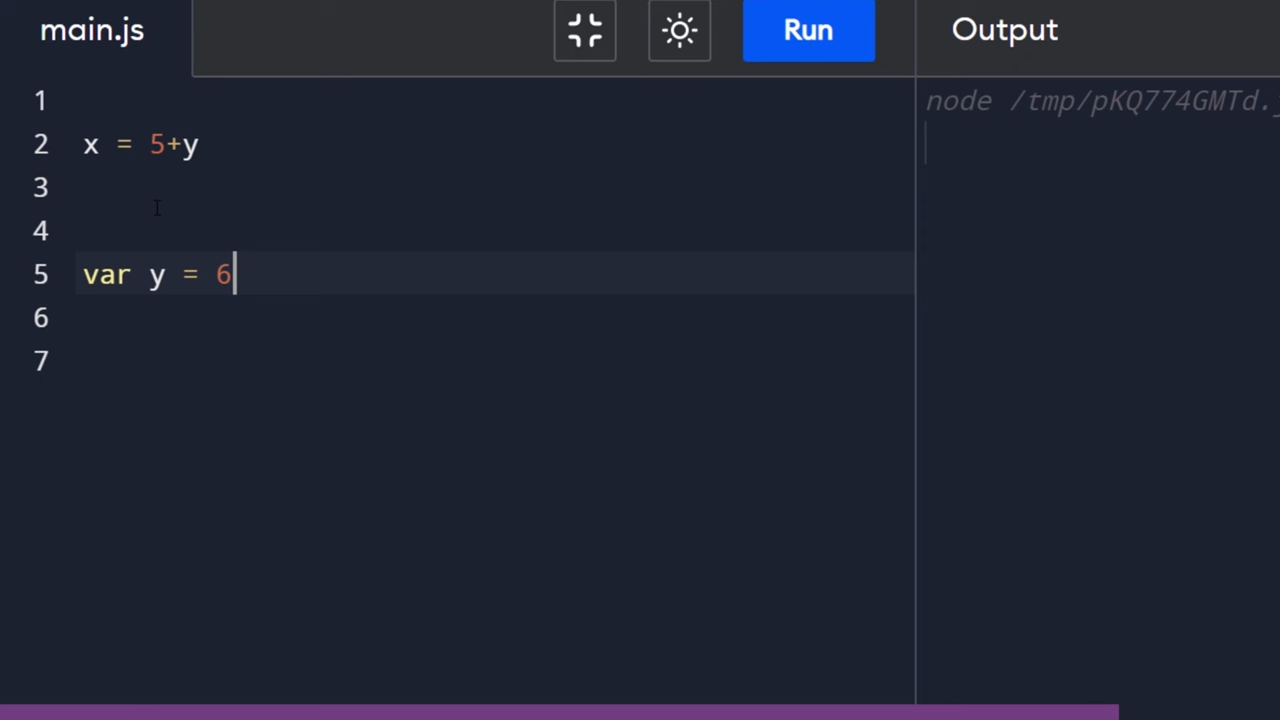 main.js
Run
Output
1
2 x = 5+y
3
4
5 var y = 6
6
7
node /tmp/pKQ774GMTd.